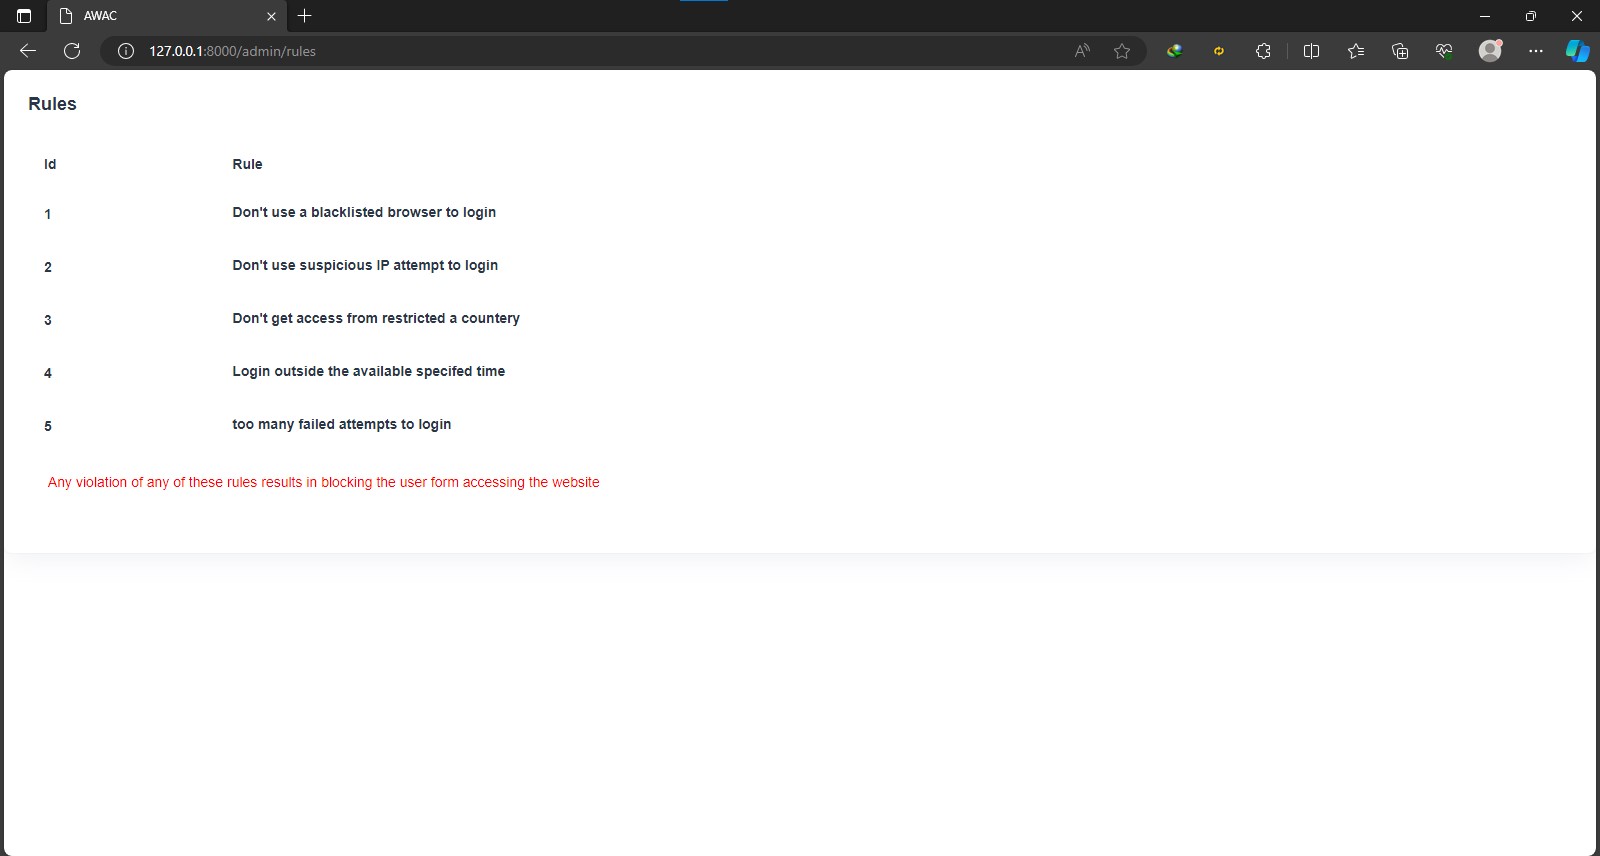 AWAC
127.0.0.1:8000/admin/rules
Rules
Id Rule
1 Don't use a blacklisted browser to login
2 Don't use suspicious IP attempt to login
3 Don't get access from restricted a countery
4 Login outside the available specifed time
5 too many failed attempts to login
Any violation of any of these rules results in blocking the user form accessing the website